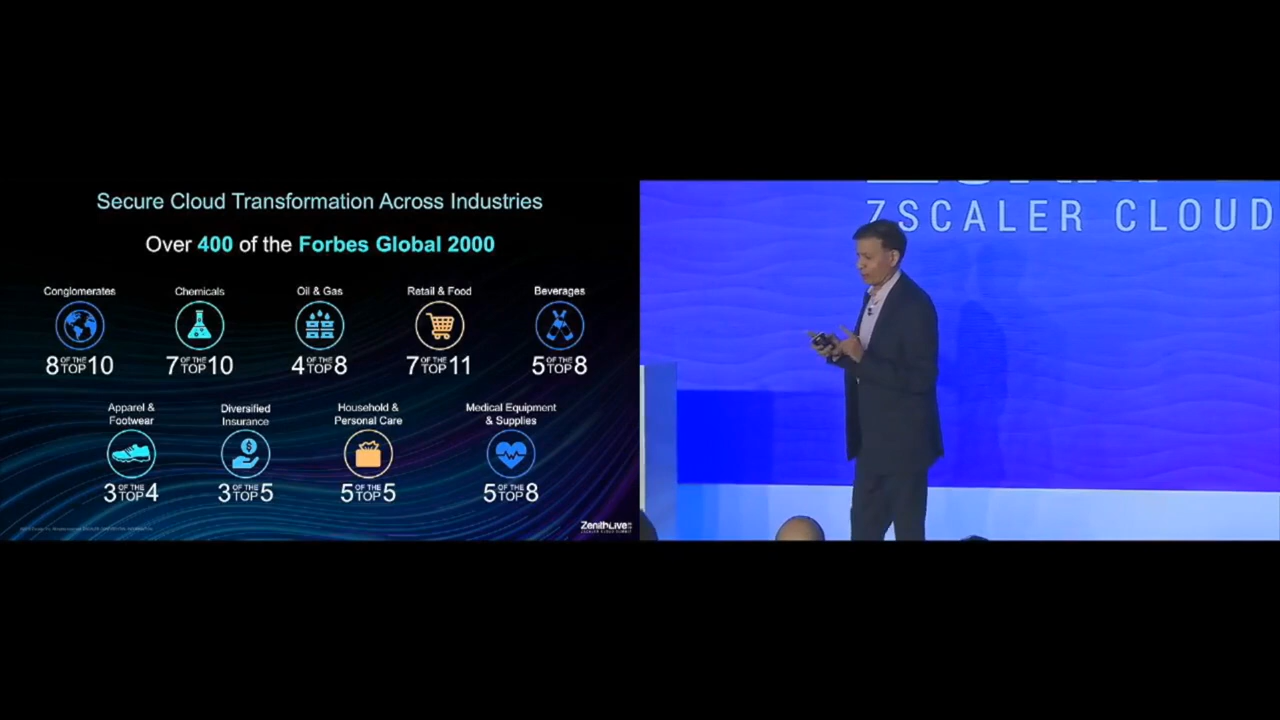 Secure Cloud Transformation Across Industries
Over 400 of the Forbes Global 2000
Conglomerates
8 OF THE TOP 10
Chemicals
7 OF THE TOP 10
Oil & Gas
4 OF THE TOP 8
Retail & Food
7 OF THE TOP 11
Beverages
5 OF THE TOP 8
Apparel &
Footwear
3 OF THE TOP 4
Diversified
Insurance
3 OF THE TOP 5
Household &
Personal Care
5 OF THE TOP 5
Medical Equipment
& Supplies
5 OF THE TOP 8
ZenithLive
ZSCALER CLOUD SUMMIT
ZSCALER CLOUD